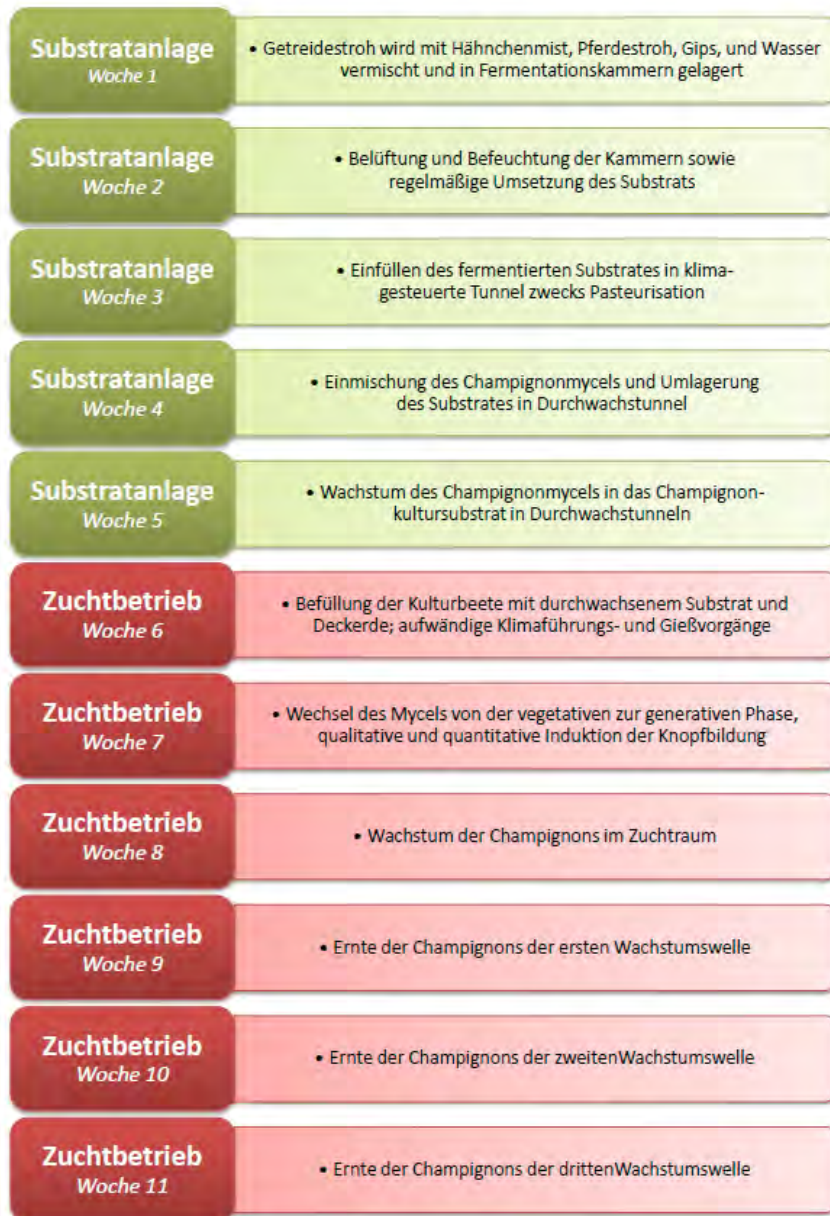 Substratanlage
Woche 1
• Getreidestroh wird mit Hähnchenmist, Pferdestroh, Gips, und Wasser
vermischt und in Fermentationskammern gelagert
Substratanlage
Woche 2
• Belüftung und Befeuchtung der Kammern sowie
regelmäßige Umsetzung des Substrats
Substratanlage
Woche 3
• Einfüllen des fermentierten Substrates in klima-
gesteuerte Tunnel zwecks Pasteurisation
Substratanlage
Woche 4
• Einmischung des Champignonmycels und Umlagerung
des Substrates in Durchwachstunnel
Substratanlage
Woche 5
• Wachstum des Champignonmycels in das Champignon-
kultursubstrat in Durchwachstunneln
Zuchtbetrieb
Woche 6
• Befüllung der Kulturbeete mit durchwachsenem Substrat und
Deckerde; aufwändige Klimaführungs- und Gießvorgänge
Zuchtbetrieb
Woche 7
• Wechsel des Mycels von der vegetativen zur generativen Phase,
qualitative und quantitative Induktion der Knopfbildung
Zuchtbetrieb
Woche 8
• Wachstum der Champignons im Zuchtraum
Zuchtbetrieb
Woche 9
• Ernte der Champignons der ersten Wachstumswelle
Zuchtbetrieb
Woche 10
• Ernte der Champignons der zweitenWachstumswelle
Zuchtbetrieb
Woche 11
• Ernte der Champignons der drittenWachstumswelle